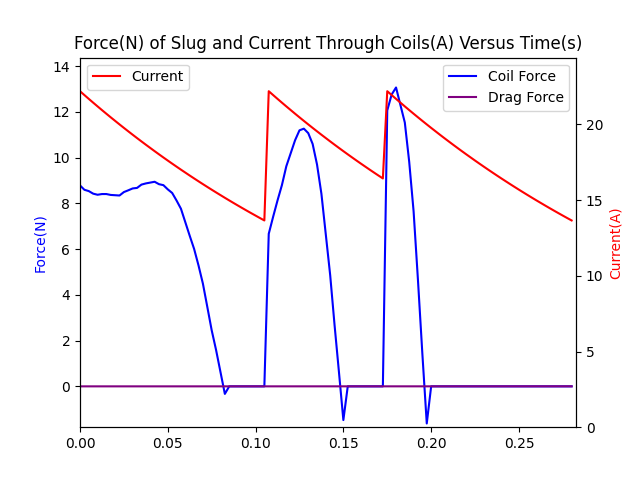 Force(N) of Slug and Current Through Coils(A) Versus Time(s)
Current
Coil Force
Drag Force
14
12
10
8
6
4
2
0
Force(N)
20
15
10
5
0
Current(A)
0.00 0.05 0.10 0.15 0.20 0.25